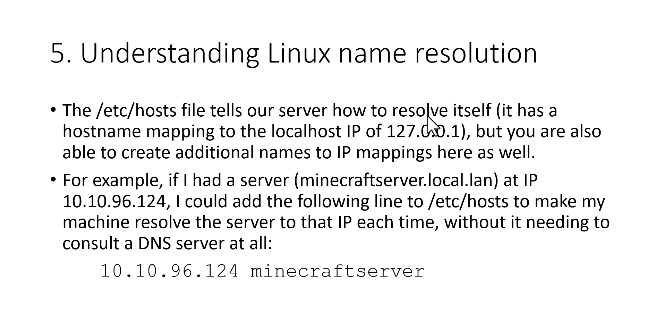 5. Understanding Linux name resolution
• The /etc/hosts file tells our server how to resolve itself (it has a
hostname mapping to the localhost IP of 127.0.0.1), but you are also
able to create additional names to IP mappings here as well.
• For example, if I had a server (minecraftserver.local.lan) at IP
10.10.96.124, I could add the following line to /etc/hosts to make my
machine resolve the server to that IP each time, without it needing to
consult a DNS server at all:
10.10.96.124 minecraftserver